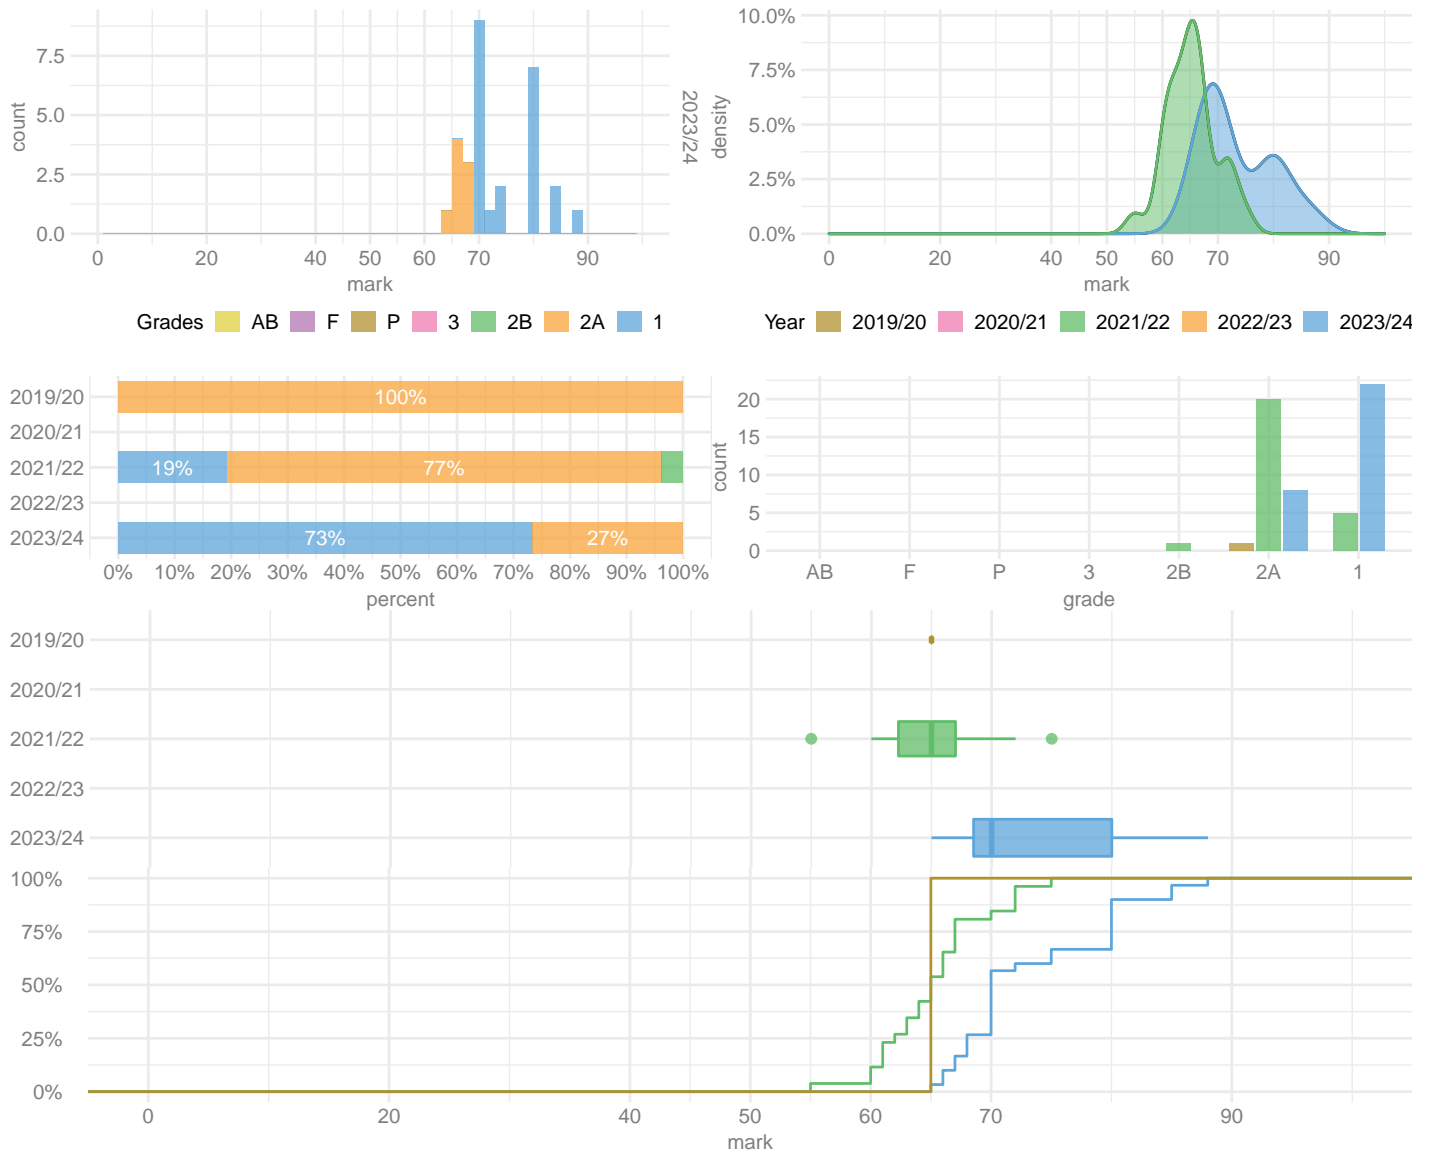 7.5
5.0
2.5
0.0
count
0 20 40 50 60 70 90
mark
2023/24
10.0%
7.5%
5.0%
2.5%
0.0%
density
0 20 40 50 60 70 90
mark
Grades AB F P 3 2B 2A 1
Year 2019/20 2020/21 2021/22 2022/23 2023/24
2019/20 100%
2020/21
2021/22 19% 77%
2022/23
2023/24 73% 27%
0% 10% 20% 30% 40% 50% 60% 70% 80% 90% 100%
percent
20
15
10
5
0
count
AB F P 3 2B 2A 1
grade
2019/20
2020/21
2021/22
2022/23
2023/24
100%
75%
50%
25%
0%
0 20 40 50 60 70 90
mark